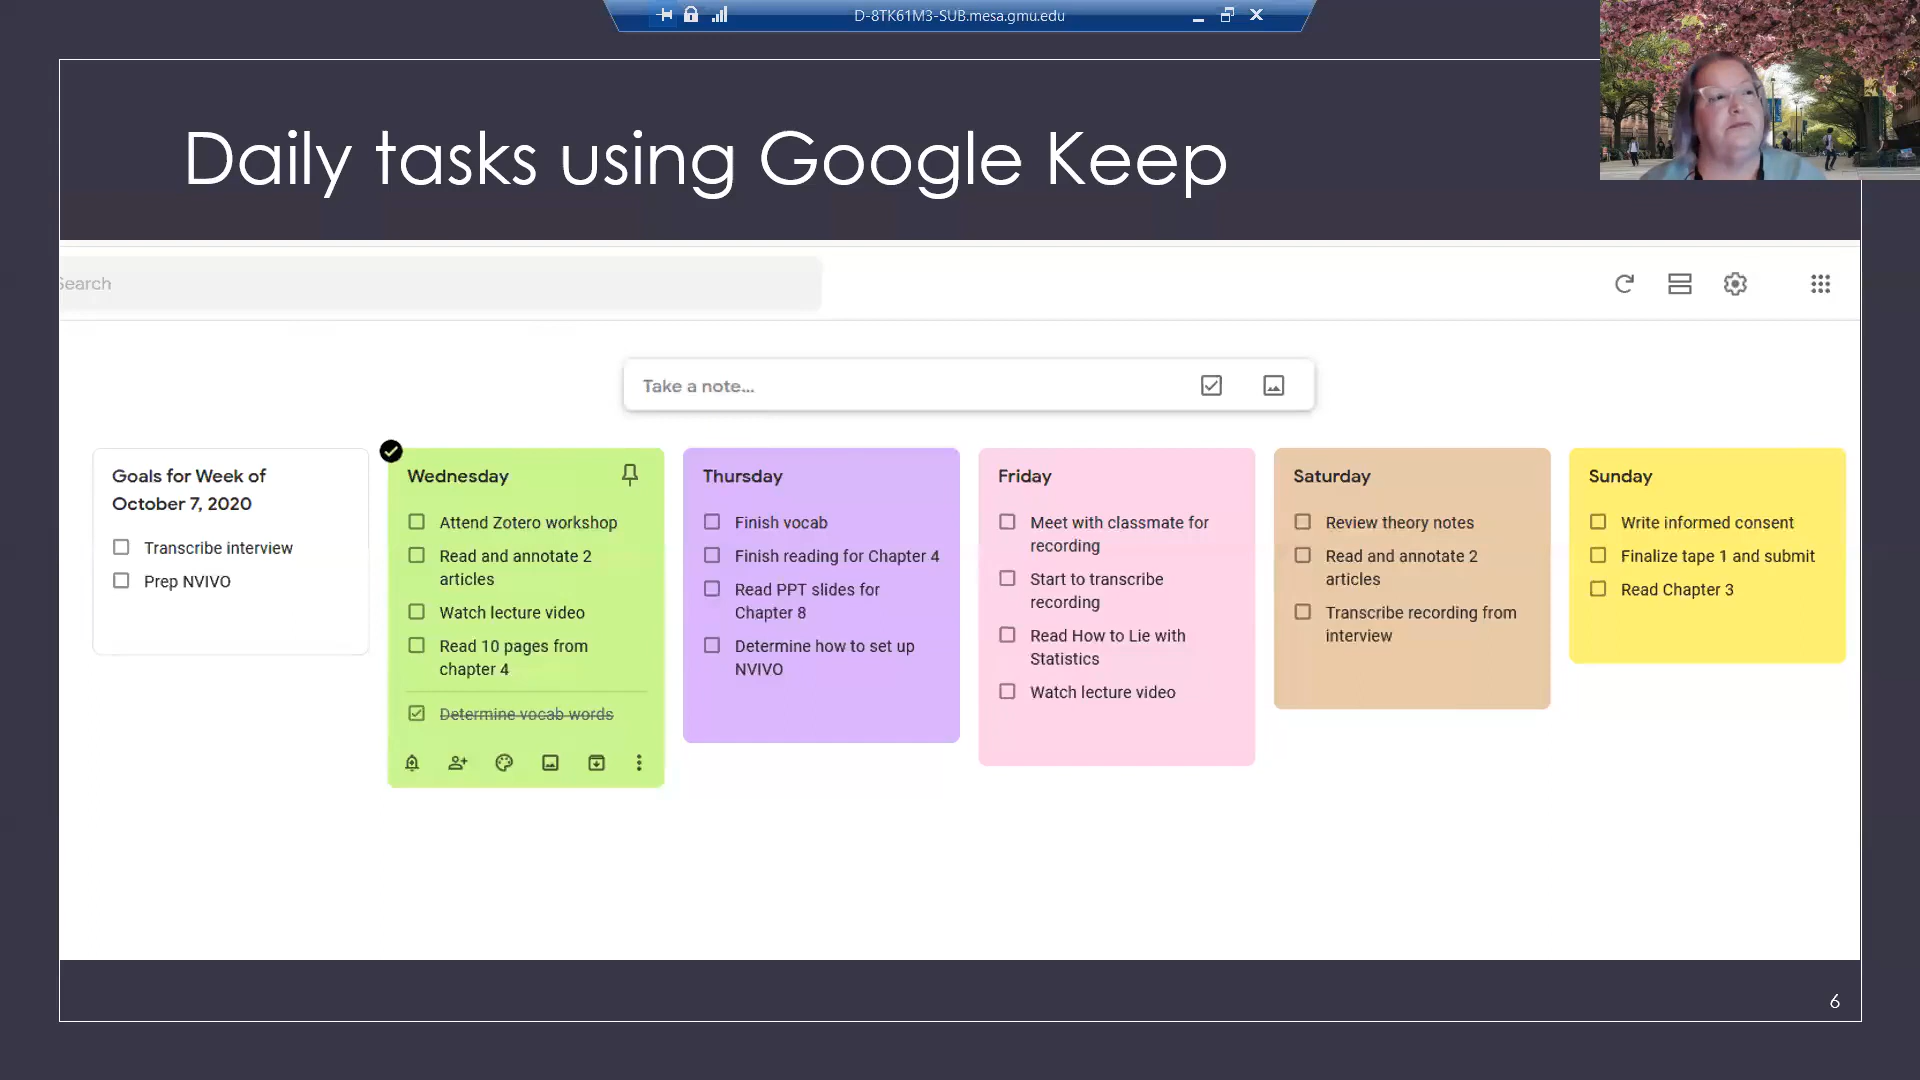 D-8TK61M3-SUB.mesa.gmu.edu
Daily tasks using Google Keep
Search
Take a note...
Goals for Week of
October 7, 2020
Transcribe interview
Prep NVIVO
Wednesday
Attend Zotero workshop
Read and annotate 2
articles
Watch lecture video
Read 10 pages from
chapter 4
Determine vocab words
Thursday
Finish vocab
Finish reading for Chapter 4
Read PPT slides for
Chapter 8
Determine how to set up
NVIVO
Friday
Meet with classmate for
recording
Start to transcribe
recording
Read How to Lie with
Statistics
Watch lecture video
Saturday
Review theory notes
Read and annotate 2
articles
Transcribe recording from
interview
Sunday
Write informed consent
Finalize tape 1 and submit
Read Chapter 3
6